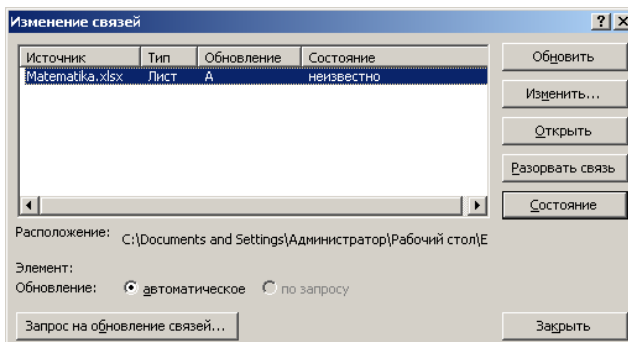 Изменение связей
Источник Тип Обновление Состояние
Matematika.xlsx Лист А неизвестно
Обновить
Изменить...
Открыть
Разорвать связь
Состояние
Расположение: C:\Documents and Settings\Администратор\Рабочий стол\E
Элемент:
Обновление: автоматическое по запросу
Запрос на обновление связей... Закрыть